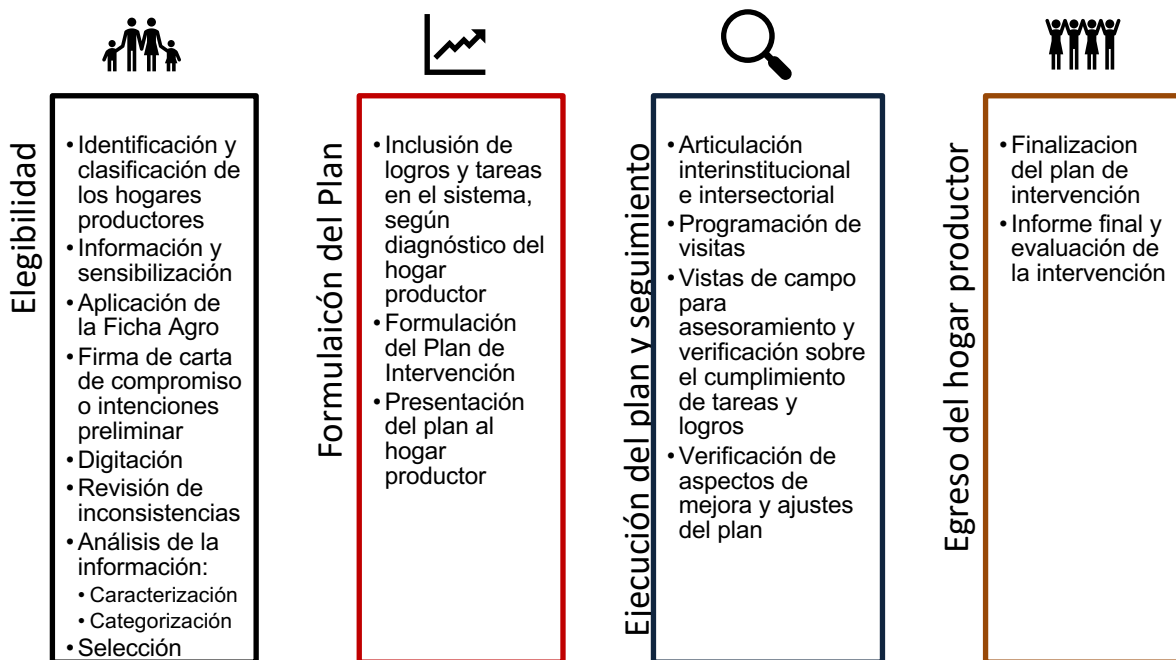 Elegibilidad
• Identificación y
clasificación de
los hogares
productores
• Información y
sensibilización
• Aplicación de
la Ficha Agro
• Firma de carta
de compromiso
o intenciones
preliminar
• Digitación
• Revisión de
inconsistencias
• Análisis de la
información:
• Caracterización
• Categorización
• Selección
Formulaicón del Plan
• Inclusión de
logros y tareas
en el sistema,
según
diagnóstico del
hogar
productor
• Formulación
del Plan de
Intervención
• Presentación
del plan al
hogar
productor
Ejecución del plan y seguimiento
• Articulación
interinstitucional
e intersectorial
• Programación de
visitas
• Vistas de campo
para
asesoramiento y
verificación sobre
el cumplimiento
de tareas y
logros
• Verificación de
aspectos de
mejora y ajustes
del plan
Egreso del hogar productor
• Finalizacion
del plan de
intervención
• Informe final y
evaluación de
la intervención